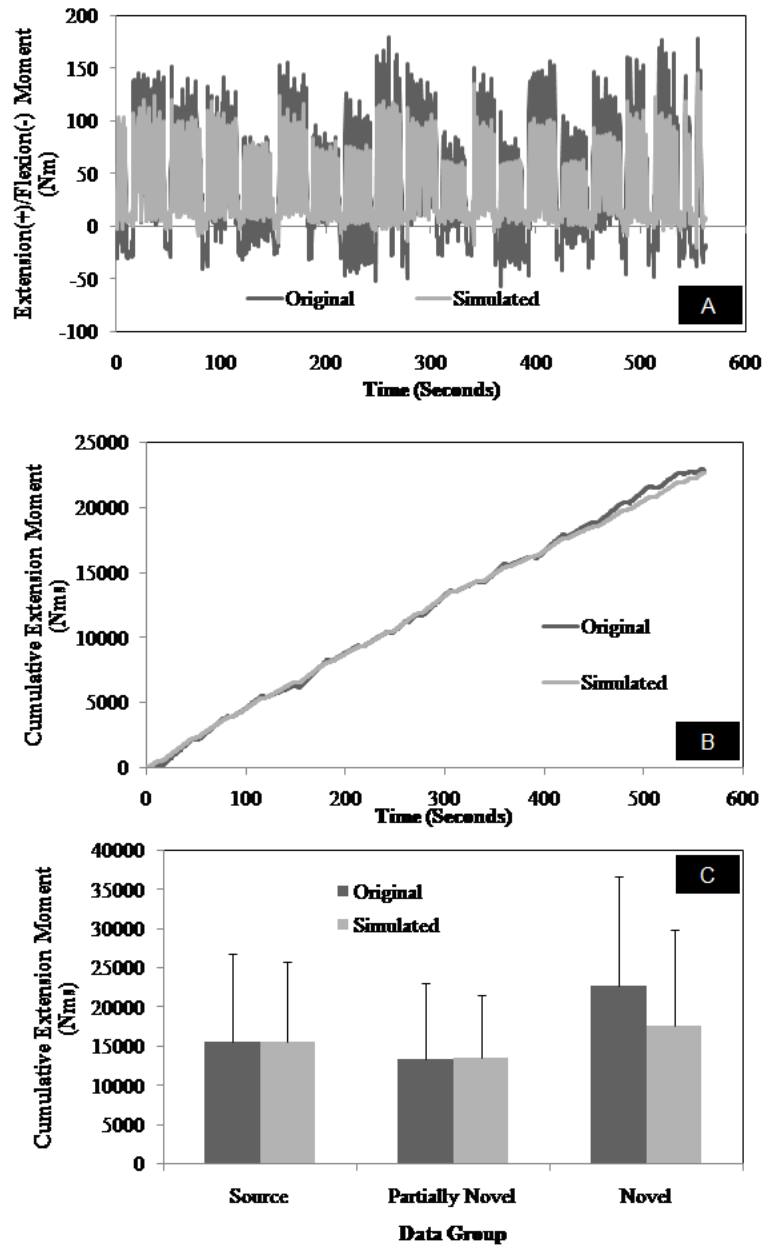 Extension(+)/Flexion(-) Moment
(Nm)
200
150
100
50
0
-50
-100
Original
Simulated
A
0
100
200
300
400
500
600
Time (Seconds)
Cumulative Extension Moment
(Nms)
25000
20000
15000
10000
5000
0
Original
Simulated
B
0
100
200
300
400
500
600
Time (Seconds)
Cumulative Extension Moment
(Nms)
40000
35000
30000
25000
20000
15000
10000
5000
0
C
Original
Simulated
Source
Partially Novel
Novel
Data Group